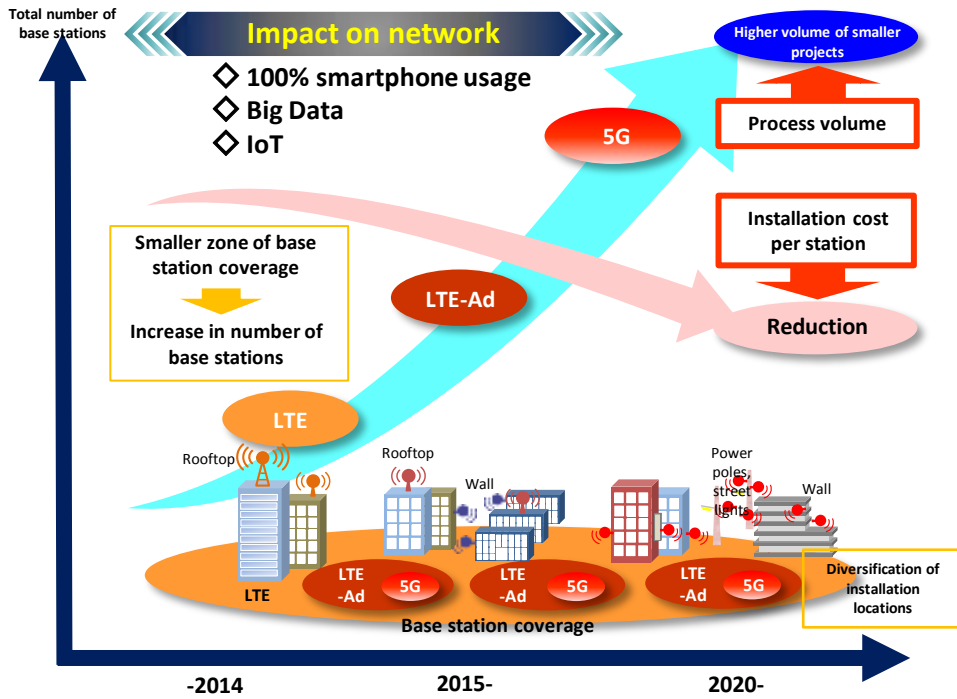 Total number of
base stations
Impact on network
100% smartphone usage
Big Data
IoT
Higher volume of smaller
projects
Process volume
5G
Installation cost
per station
Smaller zone of base
station coverage
Increase in number of
base stations
LTE-Ad
Reduction
LTE
Rooftop
Rooftop
Wall
Power
poles,
street
lights
Wall
LTE
LTE
-Ad
5G
LTE
-Ad
5G
LTE
-Ad
5G
Diversification of
installation
locations
Base station coverage
-2014
2015-
2020-